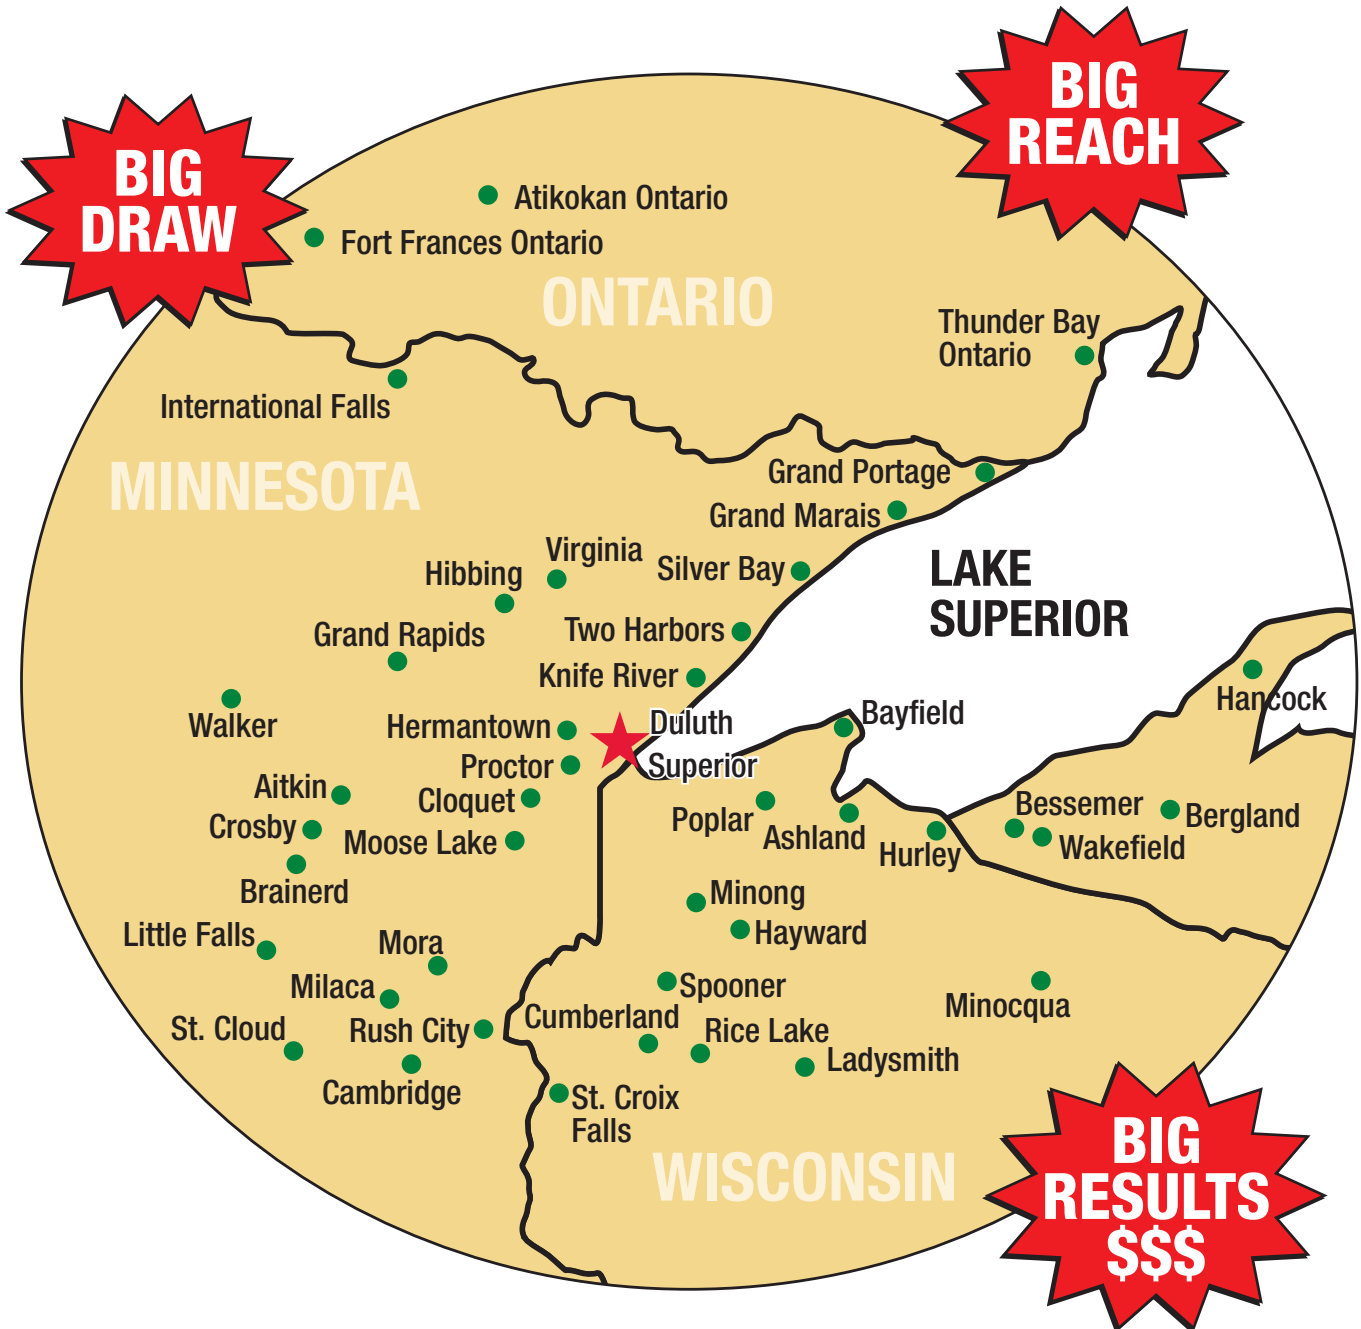 BIG
REACH
BIG
DRAW
Atikokan Ontario
Fort Frances Ontario
ONTARIO
Thunder Bay
Ontario
International Falls
MINNESOTA
Grand Portage
Grand Marais
Virginia
Silver Bay
Hibbing
LAKE
SUPERIOR
Grand Rapids
Two Harbors
Knife River
Hancock
Walker
Hermantown
Duluth
Bayfield
Proctor
Superior
Aitkin
Cloquet
Crosby
Moose Lake
Poplar
Ashland
Hurley
Bessemer
Bergland
Wakefield
Brainerd
Minong
Little Falls
Mora
Hayward
Milaca
Spooner
Minocqua
St. Cloud
Rush City
Cumberland
Rice Lake
Ladysmith
Cambridge
St. Croix
Falls
WISCONSIN
BIG
RESULTS
$$$